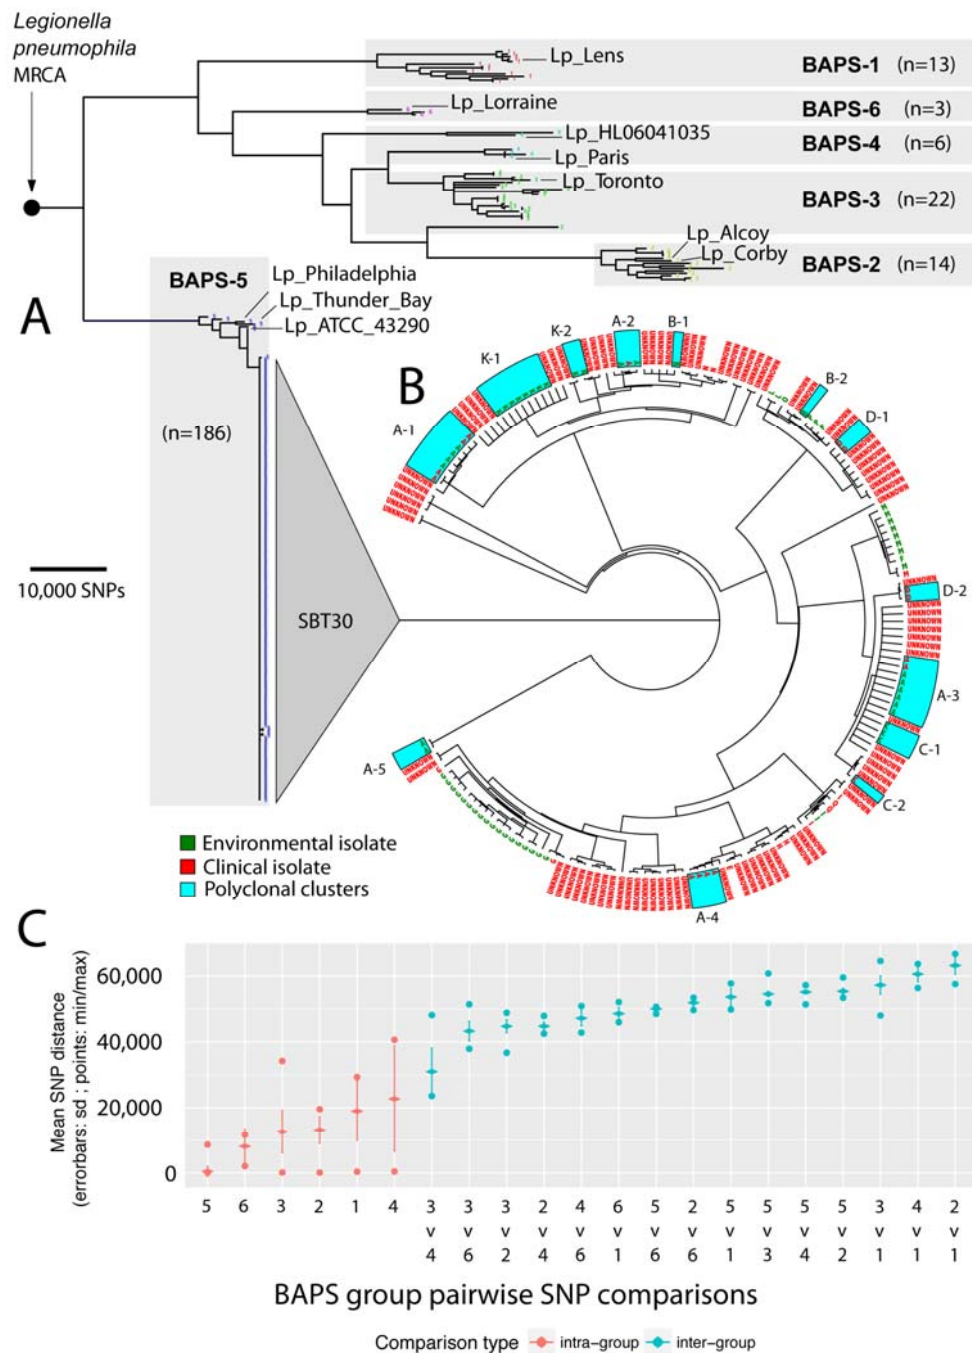 Legionella
pneumophila
MRCA
Lp_Lens
BAPS-1 (n=13)
Lp_Lorraine
BAPS-6 (n=3)
Lp_HL06041035
BAPS-4 (n=6)
Lp_Paris
Lp_Toronto
BAPS-3 (n=22)
Lp_Alcoy
Lp_Corby
BAPS-2 (n=14)
BAPS-5
Lp_Philadelphia
Lp_Thunder_Bay
Lp_ATCC_43290
A
(n=186)
10,000 SNPs
SBT30
B
A-1
K-1
K-2
A-2
B-1
B-2
D-1
D-2
A-3
C-1
C-2
A-4
A-5
UNKNOWN
Environmental isolate
Clinical isolate
Polyclonal clusters
C
Mean SNP distance
(errorbars: sd ; points: min/max)
60,000
40,000
20,000
0
5 6 3 2 1 4 3 3 3 2 4 6 5 2 5 5 5 5 3 4 2
v v v v v v v v v v v v v v v
4 6 2 4 6 1 6 6 1 3 4 2 1 1 1
BAPS group pairwise SNP comparisons
Comparison type intra-group inter-group